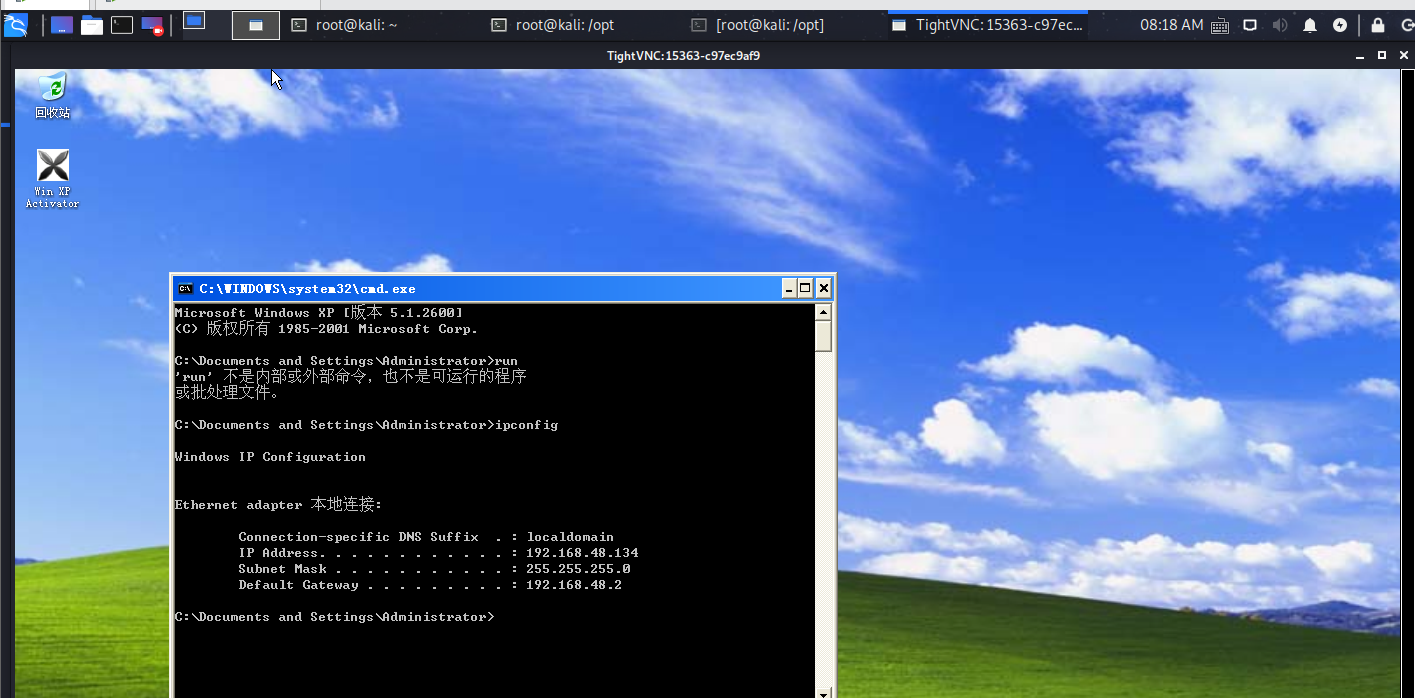 root@kali: ~
root@kali: /opt
[root@kali: /opt]
TightVNC: 15363-c97ec...
08:18 AM
TightVNC: 15363-c97ec9af9
回收站
Win XP
Activator
C:\WINDOWS\system32\cmd.exe
Microsoft Windows XP [版本 5.1.2600]
(C) 版权所有 1985-2001 Microsoft Corp.
C:\Documents and Settings\Administrator>run
'run' 不是内部或外部命令，也不是可运行的程序
或批处理文件。
C:\Documents and Settings\Administrator>ipconfig
Windows IP Configuration
Ethernet adapter 本地连接:
Connection-specific DNS Suffix  . : localdomain
IP Address. . . . . . . . . . . . : 192.168.48.134
Subnet Mask . . . . . . . . . . . : 255.255.255.0
Default Gateway . . . . . . . . . : 192.168.48.2
C:\Documents and Settings\Administrator>